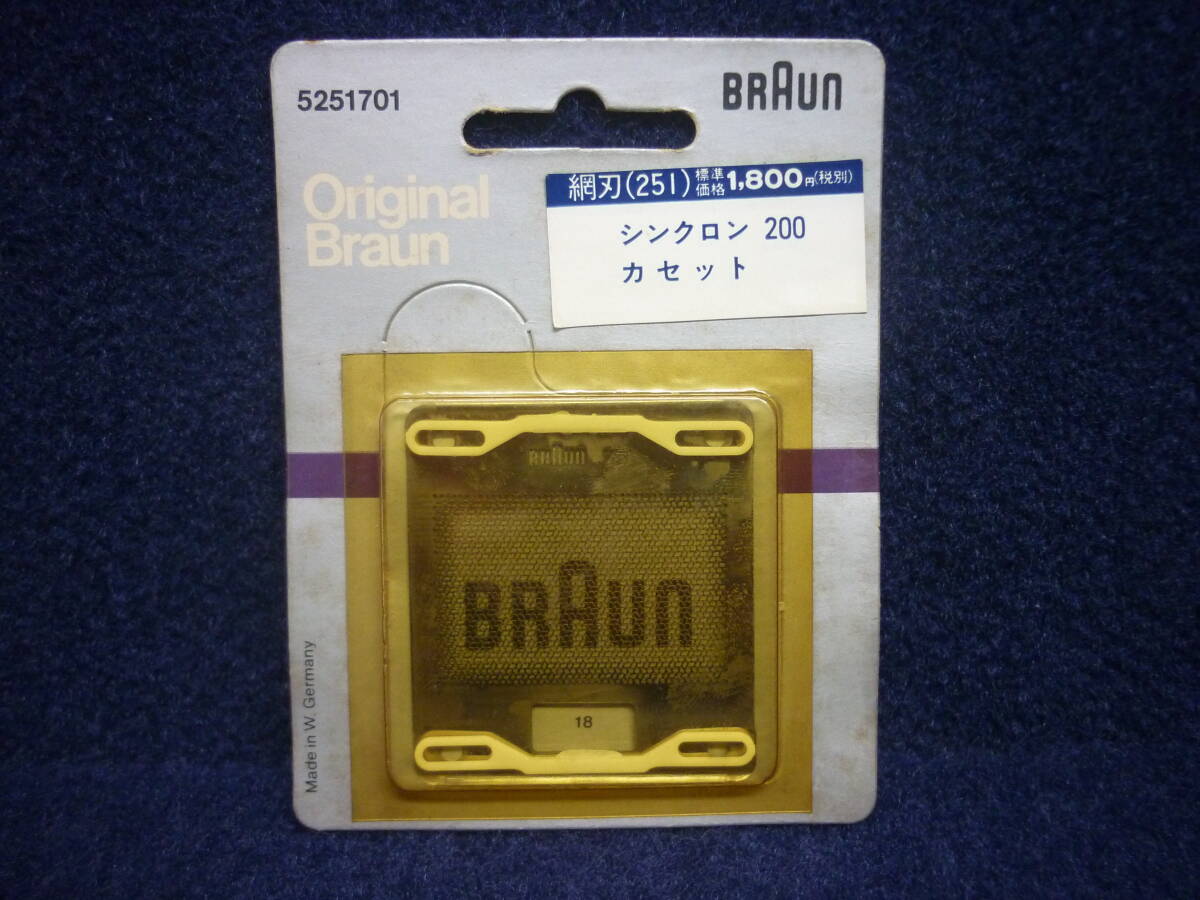 5251701
BRAUN
Original
Braun
網刃(251) 標準価格 1,800円(税別)
シンクロン 200
カセット
BRAUN
BRAUN
18
Made in W. Germany